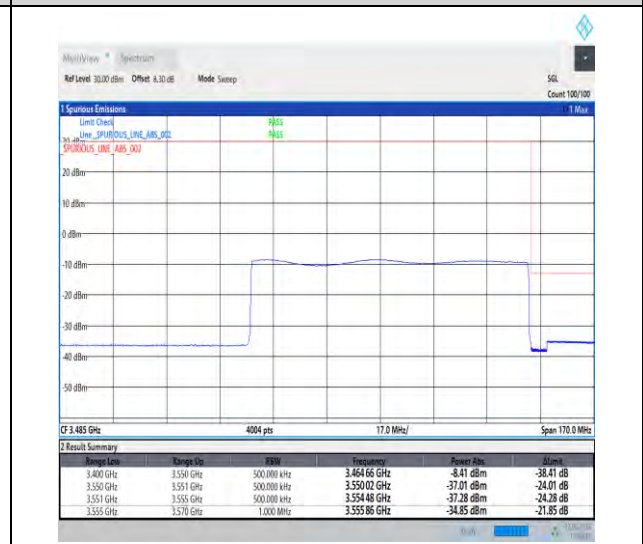 MultiView Spectrum
Ref Level 30.00 dBm Offset 8.30 dB Mode Sweep SGL
Count 100/100
1 Spurious Emissions 1 Max
Limit Check PASS
Line _SPURIOUS_LINE_ABS_002 PASS
_SPURIOUS_LINE_ABS_002
20 dBm
10 dBm
0 dBm
-10 dBm
-20 dBm
-30 dBm
-40 dBm
-50 dBm
CF 3.485 GHz 4004 pts 17.0 MHz/ Span 170.0 MHz
2 Result Summary
Range Low Range Up RBW Frequency Power Abs ΔLimit
3.400 GHz 3.550 GHz 500.000 kHz 3.464 66 GHz -8.41 dBm -38.41 dB
3.550 GHz 3.551 GHz 500.000 kHz 3.550 02 GHz -37.01 dBm -24.01 dB
3.551 GHz 3.555 GHz 500.000 kHz 3.554 48 GHz -37.28 dBm -24.28 dB
3.555 GHz 3.570 GHz 1.000 MHz 3.555 86 GHz -34.85 dBm -21.85 dB